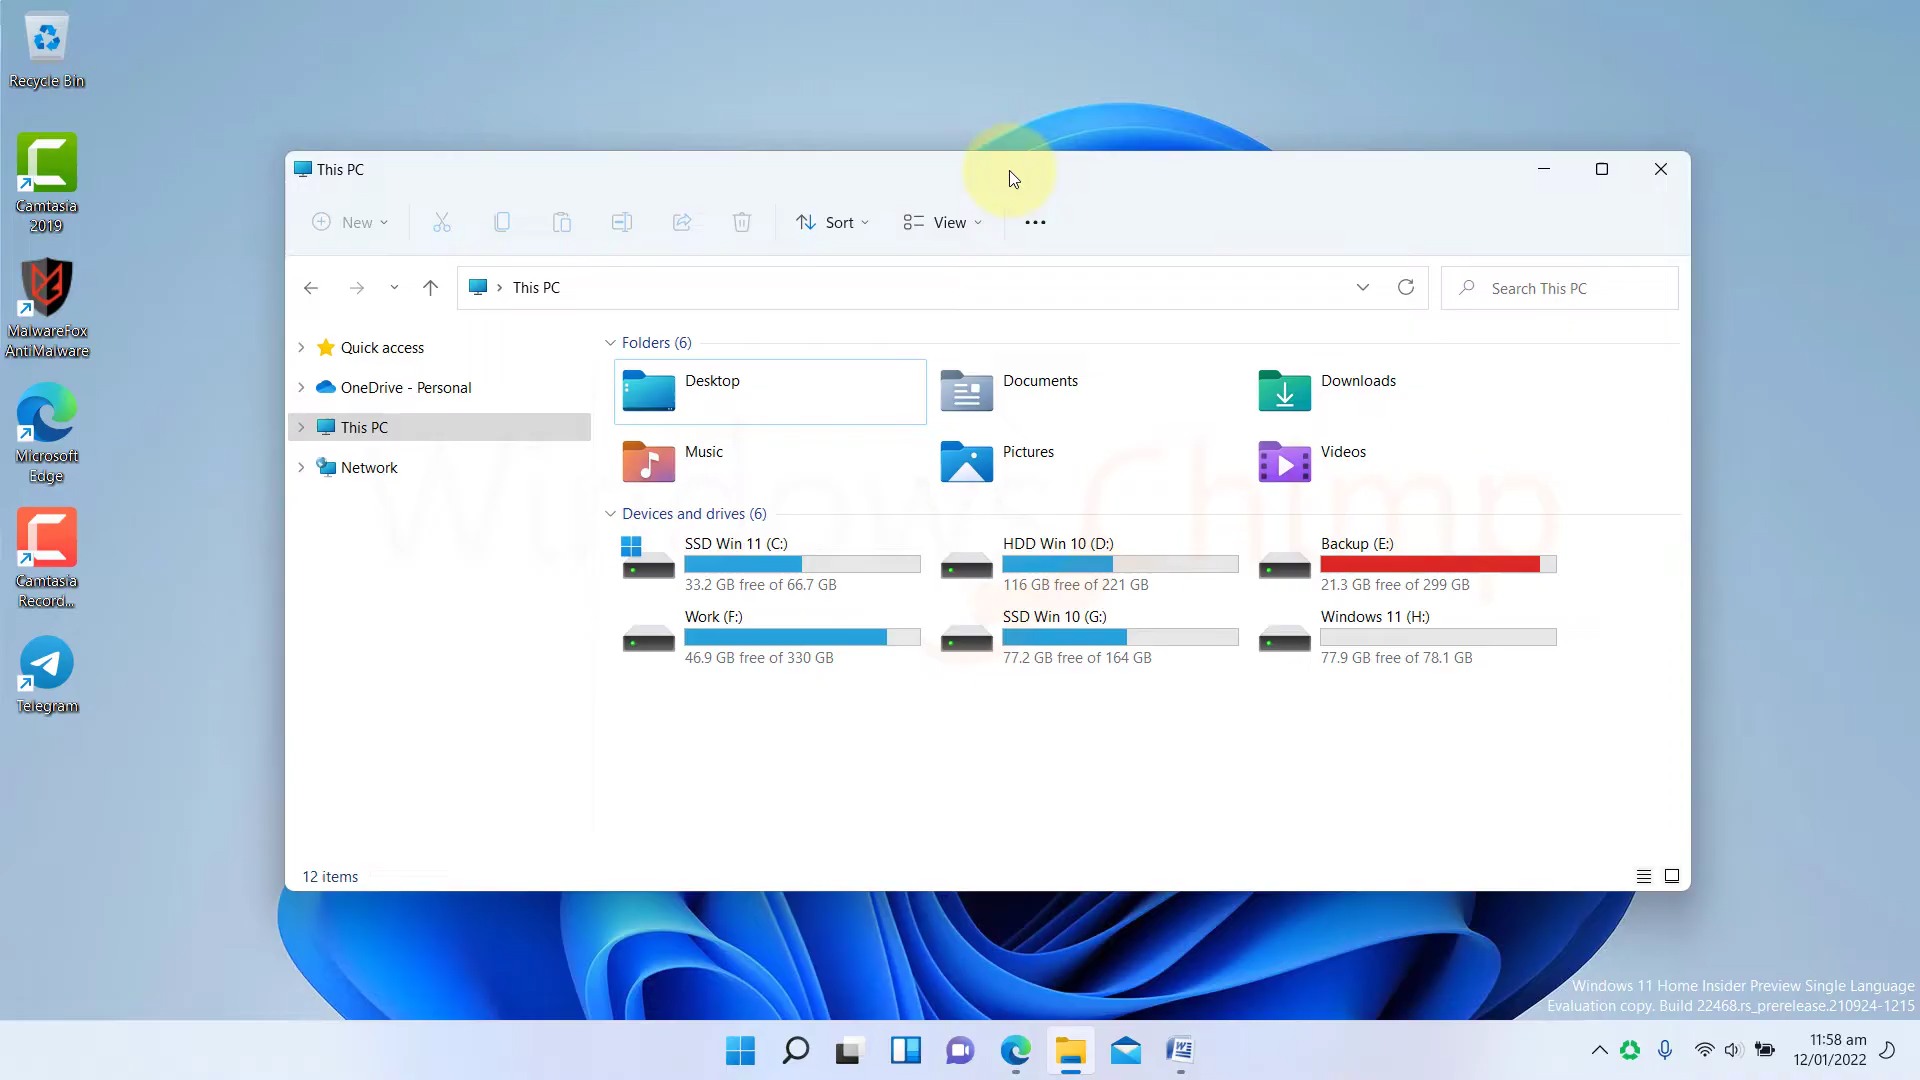 Recycle Bin
Camtasia
2019
MalwareFox
AntiMalware
Microsoft
Edge
Camtasia
Record...
Telegram
This PC
New
Sort
View
This PC
Search This PC
Quick access
OneDrive - Personal
This PC
Network
Folders (6)
Desktop
Documents
Downloads
Music
Pictures
Videos
WindowsChimp
Devices and drives (6)
SSD Win 11 (C:)
33.2 GB free of 66.7 GB
HDD Win 10 (D:)
116 GB free of 221 GB
Backup (E:)
21.3 GB free of 299 GB
Work (F:)
46.9 GB free of 330 GB
SSD Win 10 (G:)
77.2 GB free of 164 GB
Windows 11 (H:)
77.9 GB free of 78.1 GB
12 items
Windows 11 Home Insider Preview Single Language
Evaluation copy. Build 22468.rs_prerelease.210924-1215
11:58 am
12/01/2022